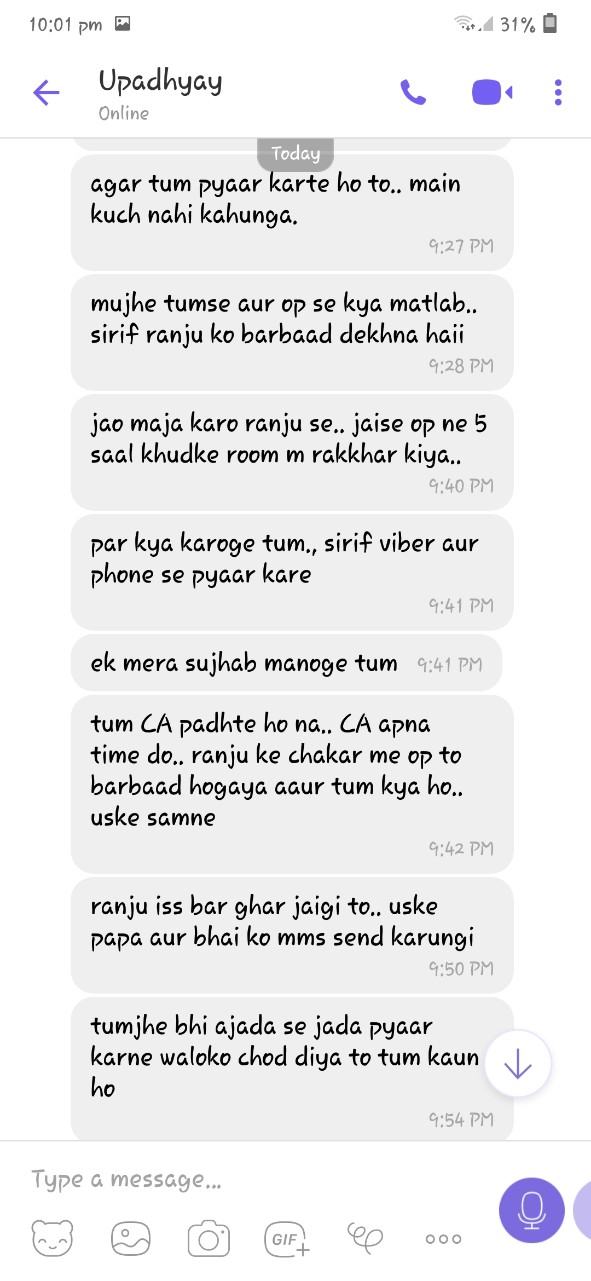 10:01 pm 31%
Upadhyay
Online
Today
agar tum pyaar karte ho to.. main
kuch nahi kahunga.
9:27 PM
mujhe tumse aur op se kya matlab..
sirif ranju ko barbaad dekhna haii
9:28 PM
jao maja karo ranju se.. jaise op ne 5
saal khudke room m rakkhar kiya..
9:40 PM
par kya karoge tum., sirif viber aur
phone se pyaar kare
9:41 PM
ek mera sujhab manoge tum 9:41 PM
tum CA padhte ho na.. CA apna
time do.. ranju ke chakar me op to
barbaad hogaya aaur tum kya ho..
uske samne
9:42 PM
ranju iss bar ghar jaigi to.. uske
papa aur bhai ko mms send karungi
9:50 PM
tumjhe bhi ajada se jada pyaar
karne waloko chod diya to tum kaun
ho
9:54 PM
Type a message...
GIF